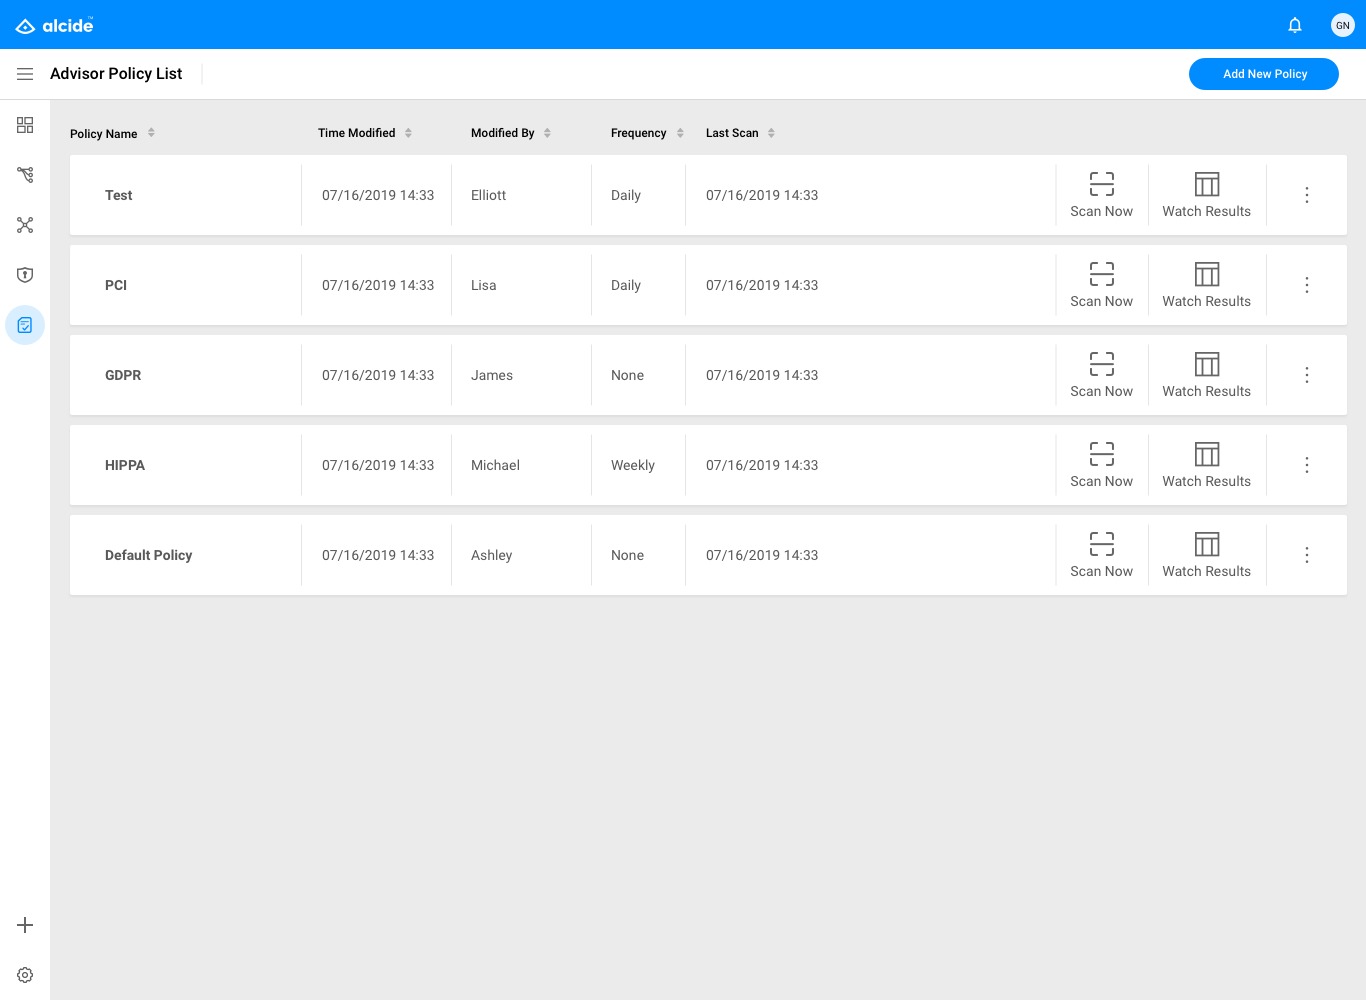 alcide™
GN
Advisor Policy List
Add New Policy
Policy Name Time Modified Modified By Frequency Last Scan
Test 07/16/2019 14:33 Elliott Daily 07/16/2019 14:33 Scan Now Watch Results
PCI 07/16/2019 14:33 Lisa Daily 07/16/2019 14:33 Scan Now Watch Results
GDPR 07/16/2019 14:33 James None 07/16/2019 14:33 Scan Now Watch Results
HIPPA 07/16/2019 14:33 Michael Weekly 07/16/2019 14:33 Scan Now Watch Results
Default Policy 07/16/2019 14:33 Ashley None 07/16/2019 14:33 Scan Now Watch Results